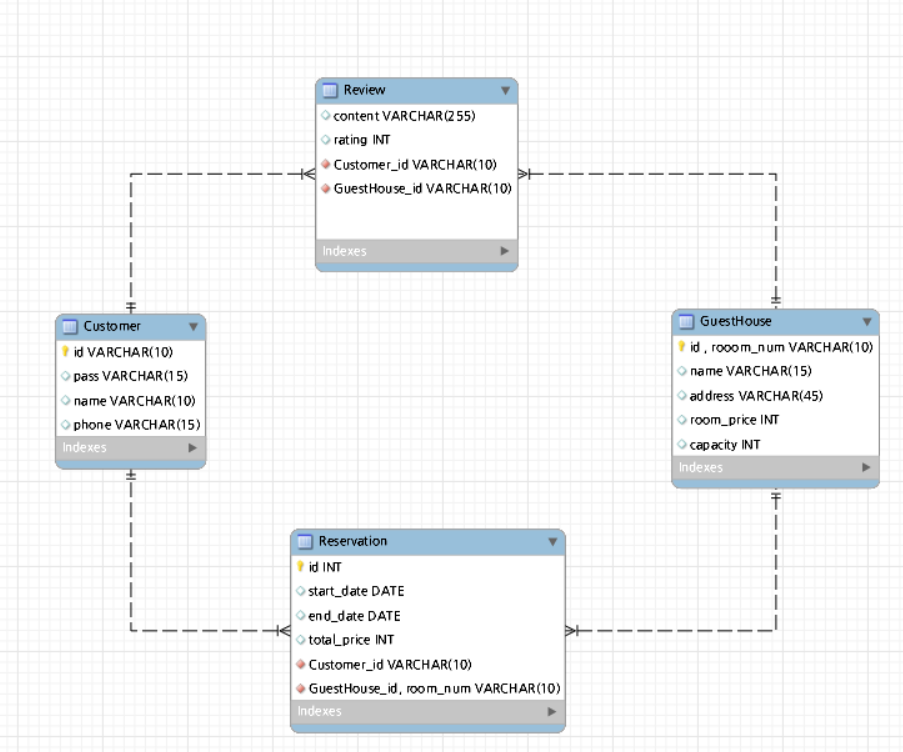 Review
content VARCHAR(255)
rating INT
Customer_id VARCHAR(10)
GuestHouse_id VARCHAR(10)
Indexes
Customer
id VARCHAR(10)
pass VARCHAR(15)
name VARCHAR(10)
phone VARCHAR(15)
Indexes
GuestHouse
id , rooom_num VARCHAR(10)
name VARCHAR(15)
address VARCHAR(45)
room_price INT
capacity INT
Indexes
Reservation
id INT
start_date DATE
end_date DATE
total_price INT
Customer_id VARCHAR(10)
GuestHouse_id, room_num VARCHAR(10)
Indexes